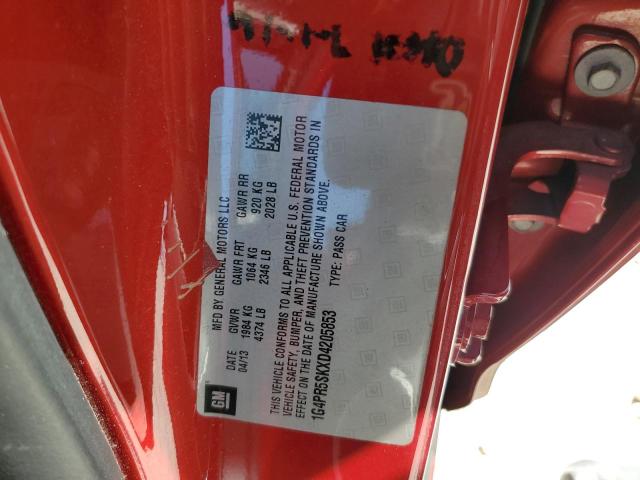 MFD BY GENERAL MOTORS LLC
DATE GVWR GAWR FRT GAWR RR
04/13 1984 KG 1064 KG 920 KG
4374 LB 2346 LB 2028 LB
THIS VEHICLE CONFORMS TO ALL APPLICABLE U.S. FEDERAL MOTOR
VEHICLE SAFETY, BUMPER, AND THEFT PREVENTION STANDARDS IN
EFFECT ON THE DATE OF MANUFACTURE SHOWN ABOVE.
1G4PR5SKXD4205853
TYPE: PASS CAR
GM